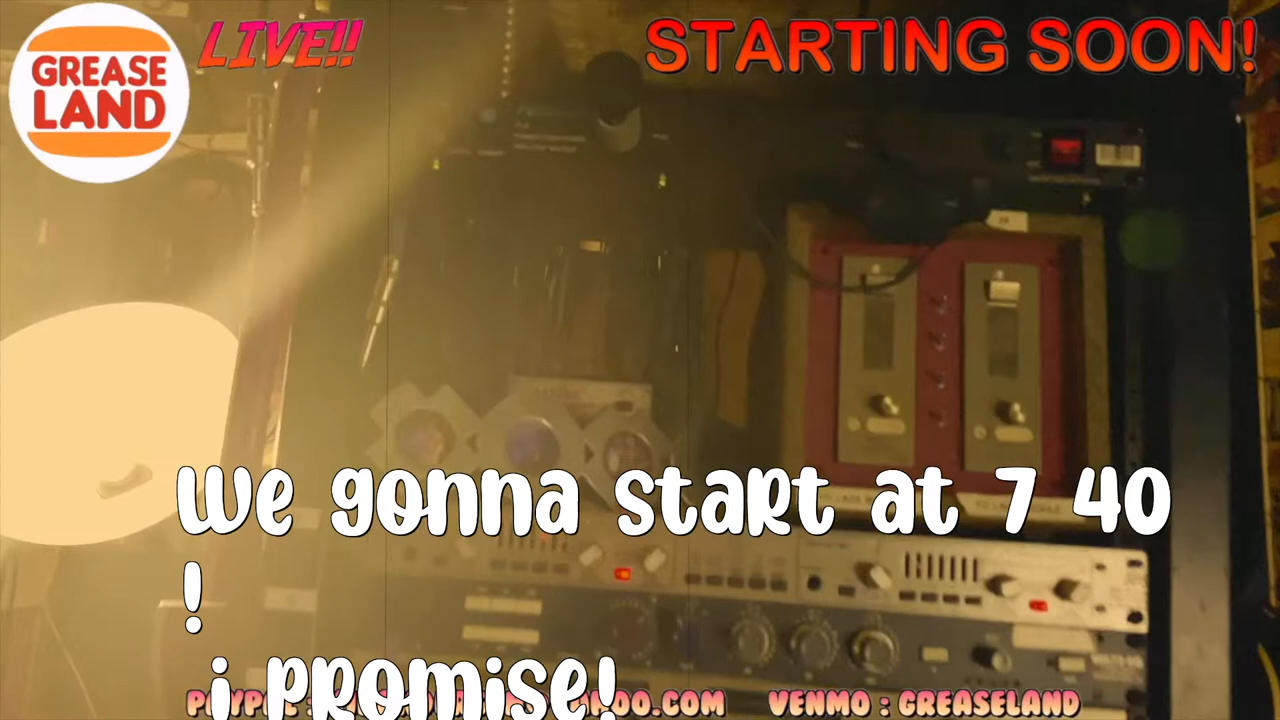 GREASE
LAND
LIVE!!
STARTING SOON!
We gonna start at 7 40
!
i promise!
VENMO : GREASELAND